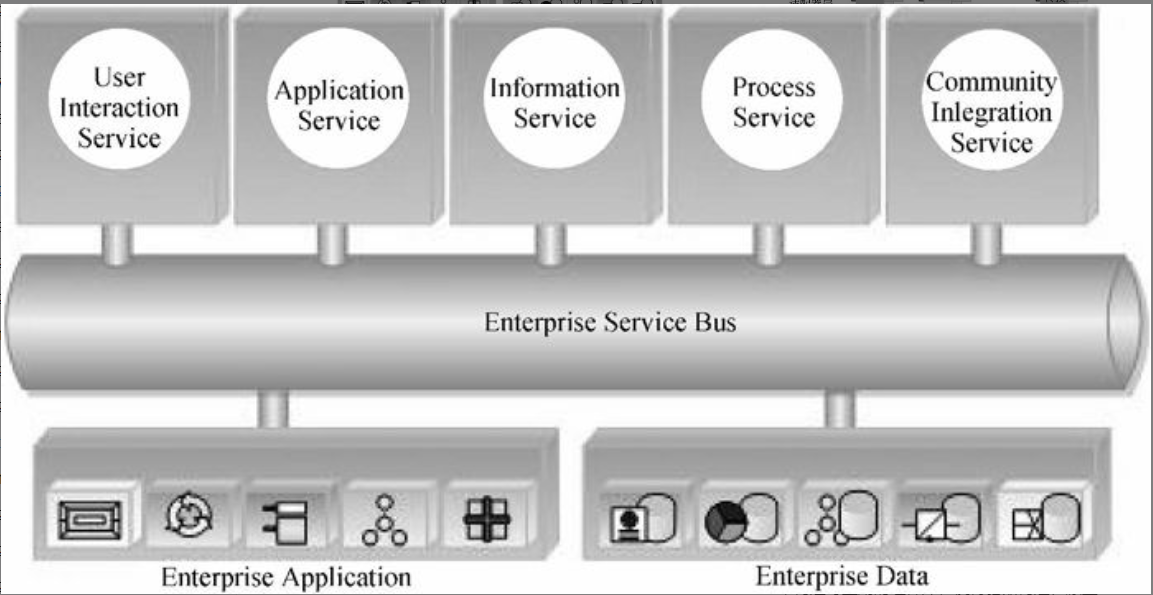 User
Interaction
Service
Application
Service
Information
Service
Process
Service
Community
Inlegration
Service
Enterprise Service Bus
Enterprise Application
Enterprise Data